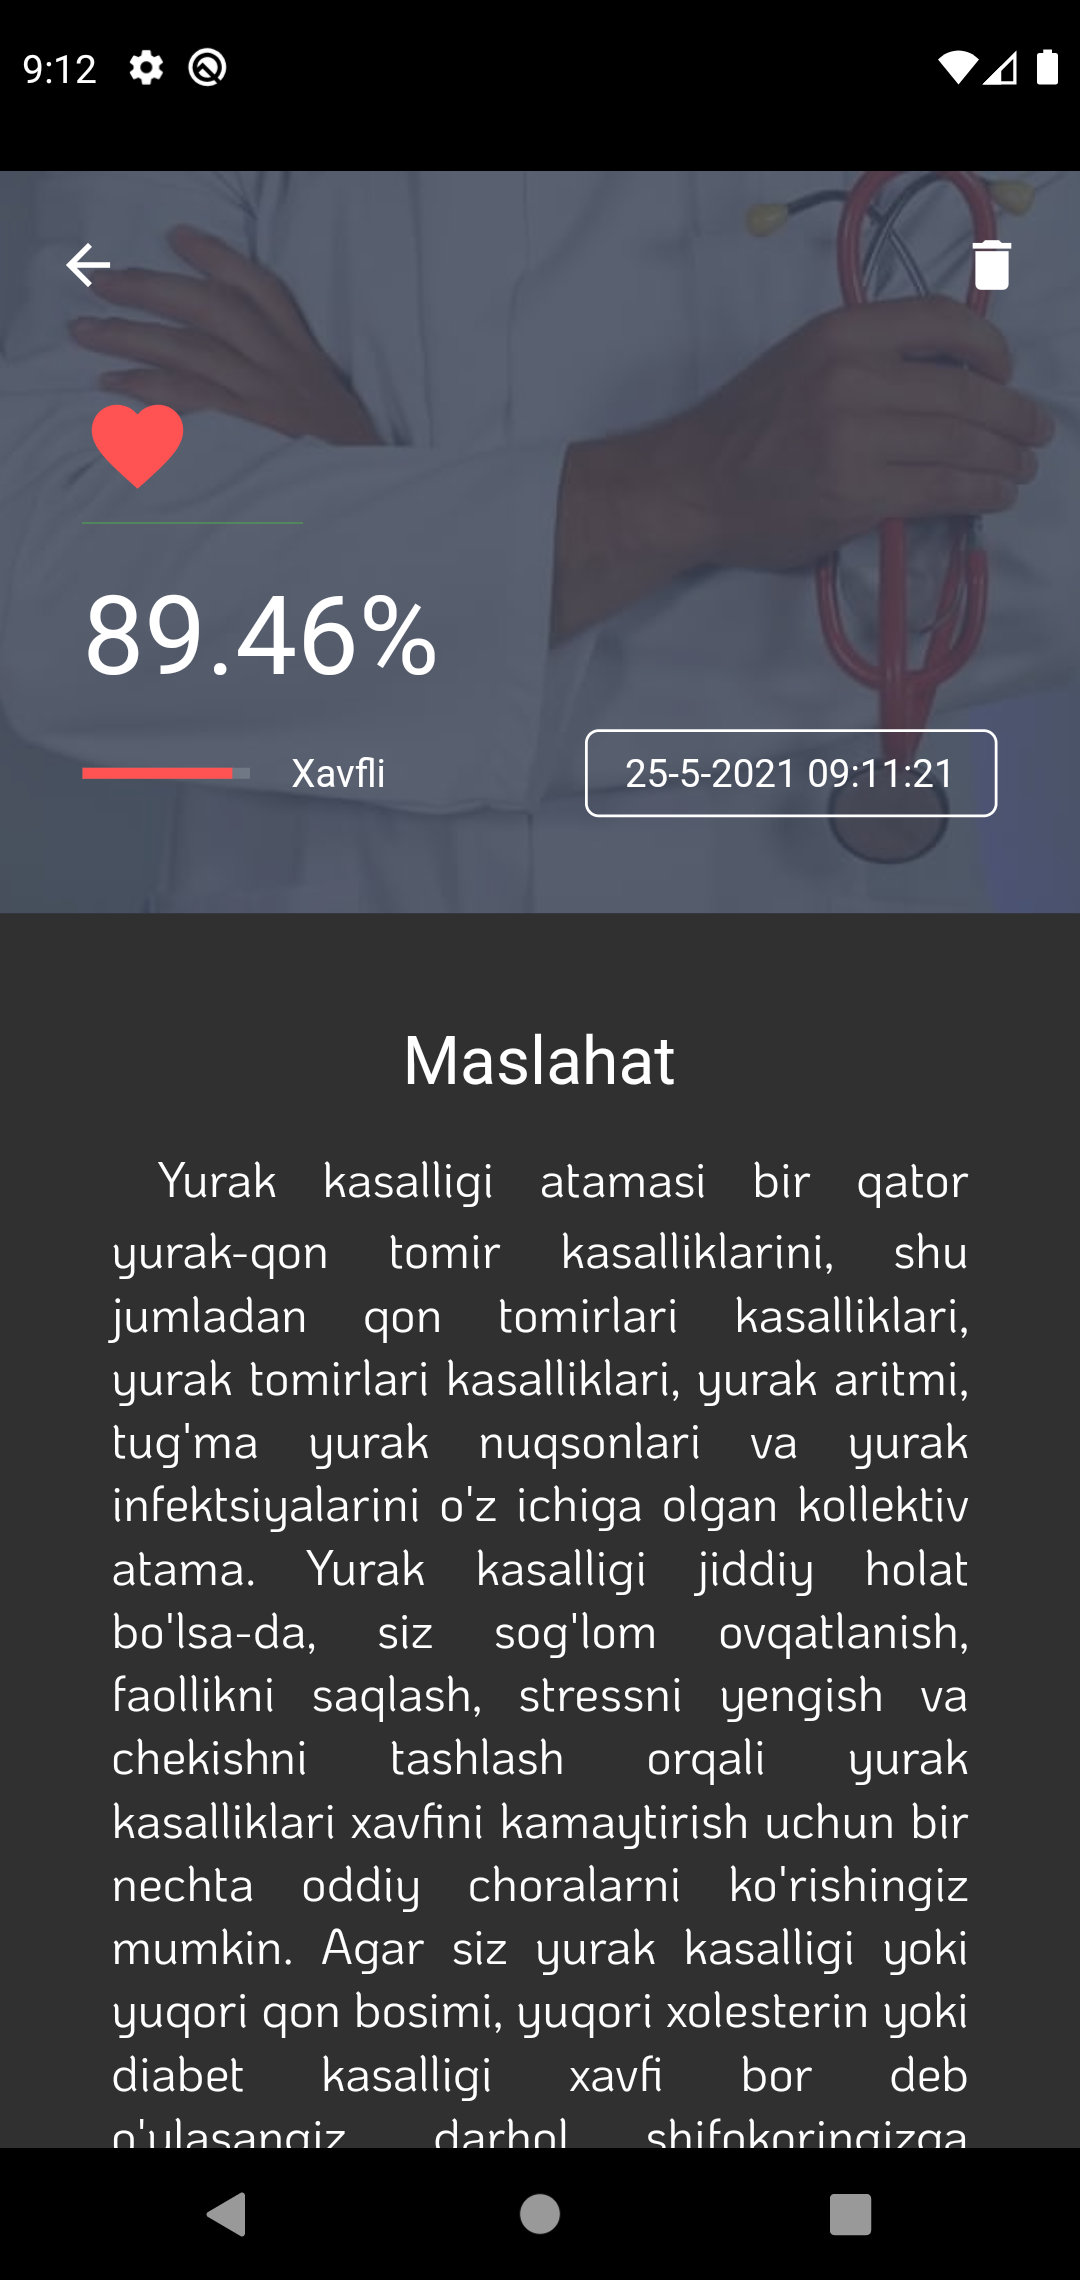 9:12
89.46%
Xavfli
25-5-2021 09:11:21
Maslahat
Yurak kasalligi atamasi bir qator
yurak-qon tomir kasalliklarini, shu
jumladan qon tomirlari kasalliklari,
yurak tomirlari kasalliklari, yurak aritmi,
tug'ma yurak nuqsonlari va yurak
infektsiyalarini o'z ichiga olgan kollektiv
atama. Yurak kasalligi jiddiy holat
bo'lsa-da, siz sog'lom ovqatlanish,
faollikni saqlash, stressni yengish va
chekishni tashlash orqali yurak
kasalliklari xavfini kamaytirish uchun bir
nechta oddiy choralarni ko'rishingiz
mumkin. Agar siz yurak kasalligi yoki
yuqori qon bosimi, yuqori xolesterin yoki
diabet kasalligi xavfi bor deb
o'ylasangiz darhol shifokoringizga